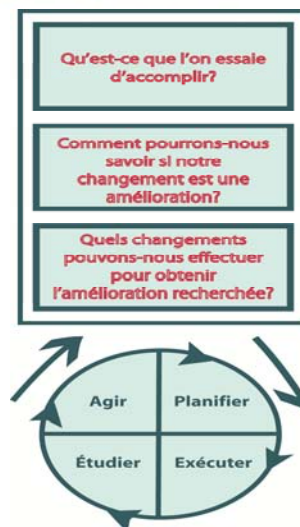 Qu'est-ce que l'on essaie
d'accomplir?
Comment pourrons-nous
savoir si notre
changement est une
amélioration?
Quels changements
pouvons-nous effectuer
pour obtenir
l'amélioration recherchée?
Agir
Planifier
Étudier
Exécuter